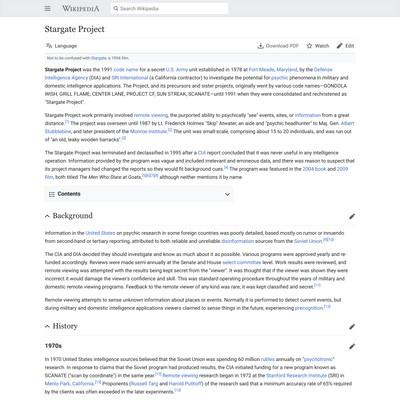 WIKIPEDIA
Search Wikipedia
Stargate Project
Language
Download PDF
Watch
Edit
Not to be confused with Stargate, a 1994 film.
Stargate Project was the 1991 code name for a secret U.S. Army unit established in 1978 at Fort Meade, Maryland, by the Defense
Intelligence Agency (DIA) and SRI International (a California contractor) to investigate the potential for psychic phenomena in military and
domestic intelligence applications. The Project, and its precursors and sister projects, originally went by various code names—GONDOLA
WISH, GRILL FLAME, CENTER LANE, PROJECT CF, SUN STREAK, SCANATE—until 1991 when they were consolidated and rechristened as
"Stargate Project".
Stargate Project's work primarily involved remote viewing, the purported ability to psychically "see" events, sites, or information from a great
distance.[1] The project was overseen until 1987 by Lt. Frederick Holmes "Skip" Atwater, an aide and "psychic headhunter" to Maj. Gen. Albert
Stubblebine, and later president of the Monroe Institute.[2] The unit was small-scale, comprising about 15 to 20 individuals, and was run out
of "an old, leaky wooden barracks".[3]
The Stargate Project was terminated and declassified in 1995 after a CIA report concluded that it was never useful in any intelligence
operation. Information provided by the program was vague and included irrelevant and erroneous data, and there was reason to suspect that
its project managers had changed the reports so they would fit background cues.[4] The program was featured in the 2004 book and 2009
film, both titled The Men Who Stare at Goats,[5][6][7][8] although neither mentions it by name.
Contents
Background
Information in the United States on psychic research in some foreign countries was poorly detailed, based mostly on rumor or innuendo
from second-hand or tertiary reporting, attributed to both reliable and unreliable disinformation sources from the Soviet Union.[9][10]
The CIA and DIA decided they should investigate and know as much about it as possible. Various programs were approved yearly and re-
funded accordingly. Reviews were made semi-annually at the Senate and House select committee level. Work results were reviewed, and
remote viewing was attempted with the results being kept secret from the "viewer". It was thought that if the viewer was shown they were
incorrect it would damage the viewer's confidence and skill. This was standard operating procedure throughout the years of military and
domestic remote viewing programs. Feedback to the remote viewer of any kind was rare; it was kept classified and secret.[11]
Remote viewing attempts to sense unknown information about places or events. Normally it is performed to detect current events, but
during military and domestic intelligence applications viewers claimed to sense things in the future, experiencing precognition.[12]
History
1970s
In 1970 United States intelligence sources believed that the Soviet Union was spending 60 million rubles annually on "psychotronic"
research. In response to claims that the Soviet program had produced results, the CIA initiated funding for a new program known as
SCANATE ("scan by coordinate") in the same year.[13] Remote viewing research began in 1972 at the Stanford Research Institute (SRI) in
Menlo Park, California.[13] Proponents (Russell Targ and Harold Puthoff) of the research said that a minimum accuracy rate of 65% required
by the clients was often exceeded in the later experiments.[13]